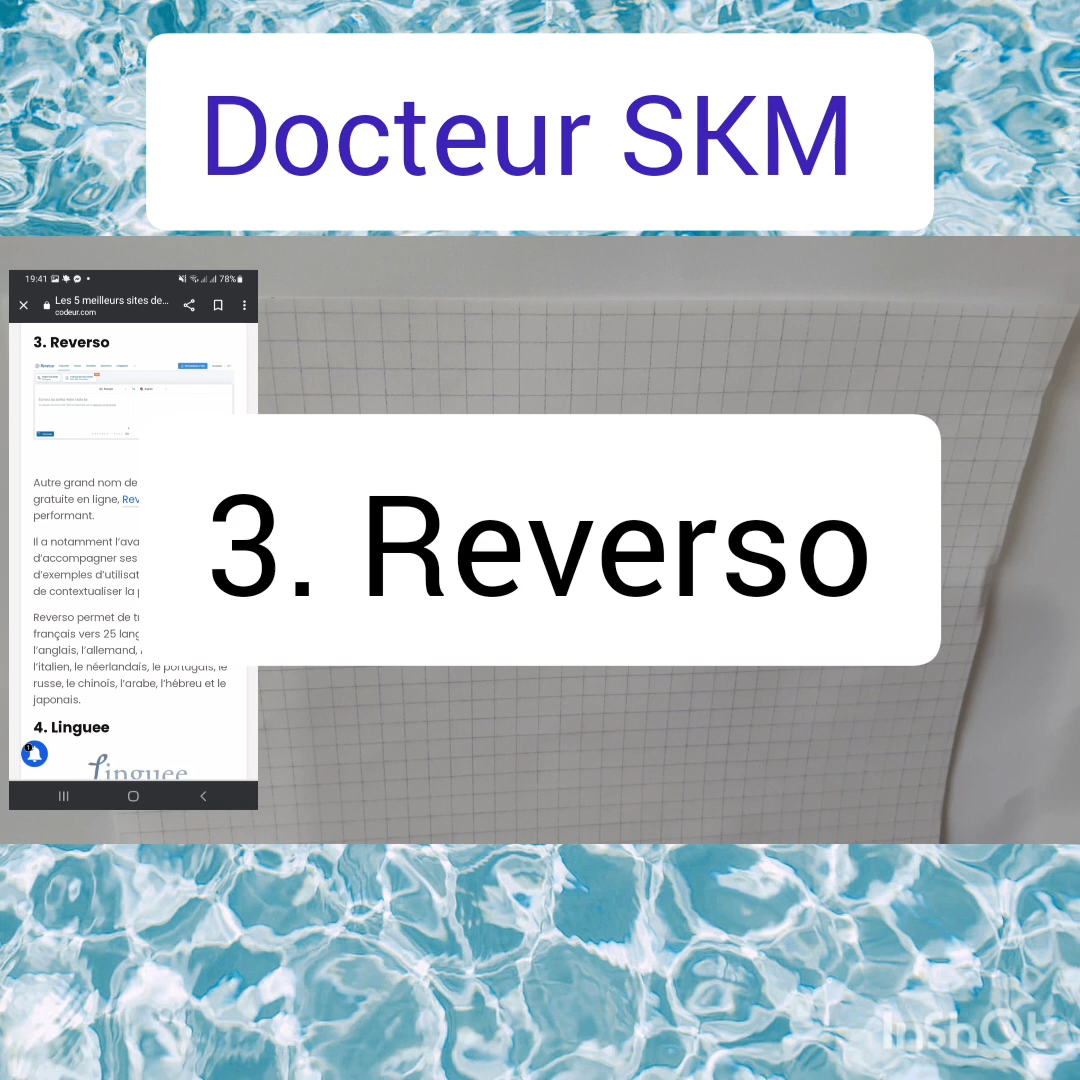 Docteur SKM
19:41
78%
Les 5 meilleurs sites de...
codeur.com
3. Reverso
Reverso
Autre grand nom de
gratuite en ligne, Rev
performant.
Il a notamment l'ava
d'accompagner ses
d'exemples d'utilisat
de contextualiser la
3. Reverso
Reverso permet de
français vers 25 lang
l'anglais, l'allemand,
l'italien, le néerlandais, le portugais, le
russe, le chinois, l'arabe, l'hébreu et le
japonais.
4. Linguee
1
Linguee
InShOt